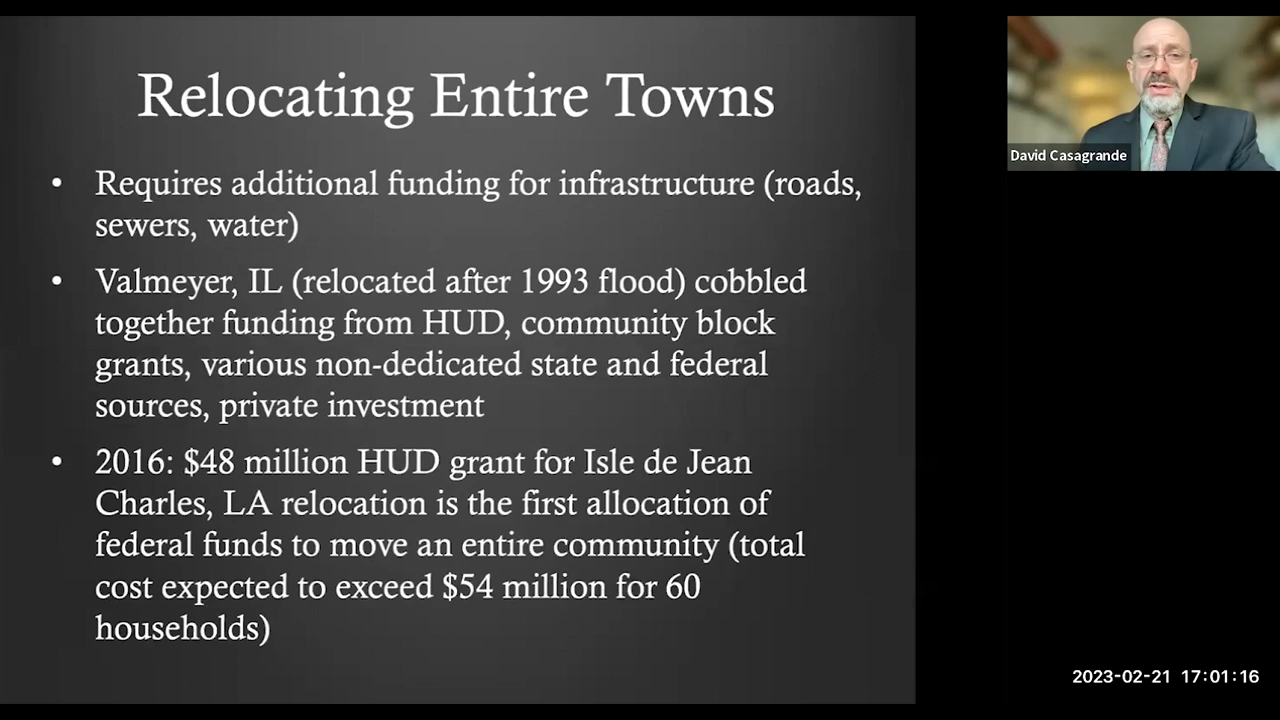 Relocating Entire Towns
• Requires additional funding for infrastructure (roads,
sewers, water)
• Valmeyer, IL (relocated after 1993 flood) cobbled
together funding from HUD, community block
grants, various non-dedicated state and federal
sources, private investment
• 2016: $48 million HUD grant for Isle de Jean
Charles, LA relocation is the first allocation of
federal funds to move an entire community (total
cost expected to exceed $54 million for 60
households)
David Casagrande
2023-02-21 17:01:16